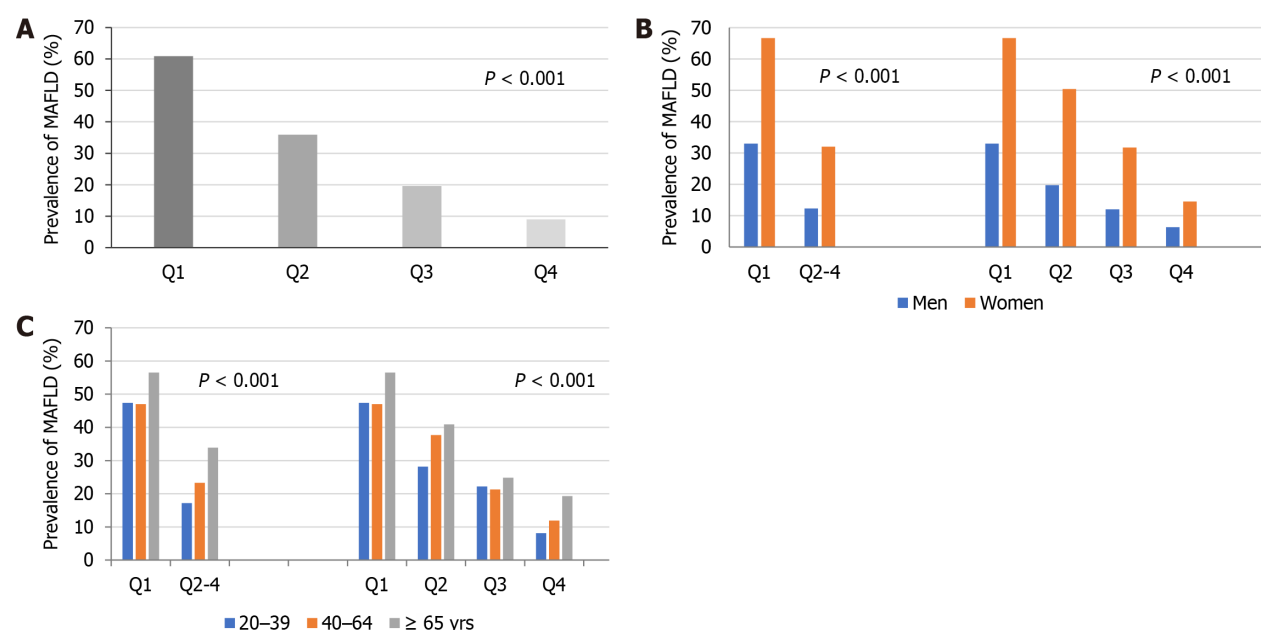 A
Prevalence of MAFLD (%)
70
60
50
40
30
20
10
0
P < 0.001
Q1 Q2 Q3 Q4
B
Prevalence of MAFLD (%)
70
60
50
40
30
20
10
0
P < 0.001 P < 0.001
Q1 Q2-4 Q1 Q2 Q3 Q4
Men Women
C
Prevalence of MAFLD (%)
70
60
50
40
30
20
10
0
P < 0.001 P < 0.001
Q1 Q2-4 Q1 Q2 Q3 Q4
20–39 40–64 ≥ 65 yrs